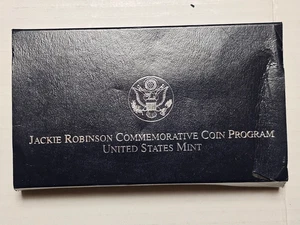 JACKIE ROBINSON COMMEMORATIVE COIN PROGRAM
UNITED STATES MINT